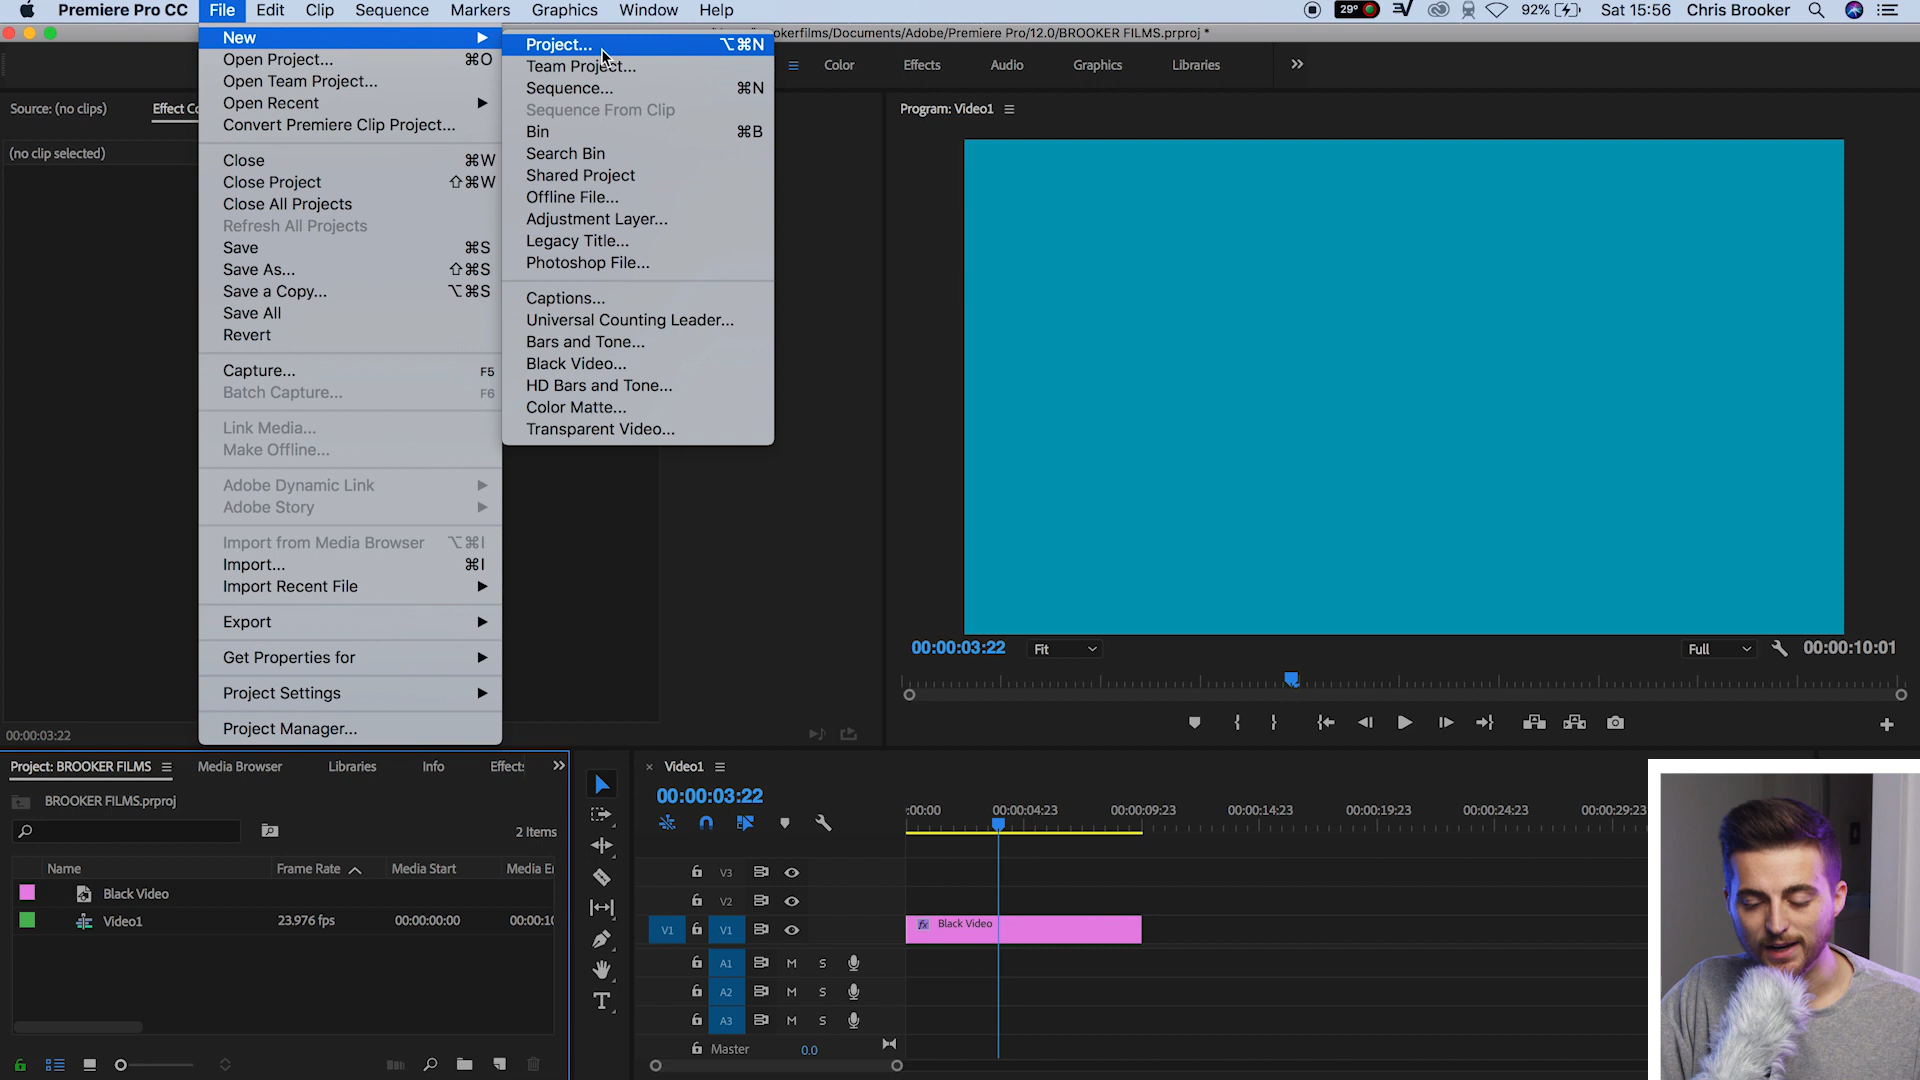 Premiere Pro CC File Edit Clip Sequence Markers Graphics Window Help 29° 92% Sat 15:56 Chris Brooker
rookerfilms/Documents/Adobe/Premiere Pro/12.0/BROOKER FILMS.prproj *
New
Open Project... ⌘O
Open Team Project...
Open Recent
Convert Premiere Clip Project...
Close ⌘W
Close Project ⇧⌘W
Close All Projects
Refresh All Projects
Save ⌘S
Save As... ⇧⌘S
Save a Copy... ⌥⌘S
Save All
Revert
Capture... F5
Batch Capture... F6
Link Media...
Make Offline...
Adobe Dynamic Link
Adobe Story
Import from Media Browser ⌥⌘I
Import... ⌘I
Import Recent File
Export
Get Properties for
Project Settings
Project Manager...
Project... ⌥⌘N
Team Project...
Sequence... ⌘N
Sequence From Clip
Bin ⌘B
Search Bin
Shared Project
Offline File...
Adjustment Layer...
Legacy Title...
Photoshop File...
Captions...
Universal Counting Leader...
Bars and Tone...
Black Video...
HD Bars and Tone...
Color Matte...
Transparent Video...
Color Effects Audio Graphics Libraries
Source: (no clips) Effect Co
(no clip selected)
00:00:03:22
Program: Video1
00:00:03:22 Fit Full 00:00:10:01
Project: BROOKER FILMS Media Browser Libraries Info Effects
BROOKER FILMS.prproj
2 Items
Name Frame Rate Media Start Media E
Black Video
Video1 23.976 fps 00:00:00:00 00:00:10
Video1
00:00:03:22
:00:00 00:00:04:23 00:00:09:23 00:00:14:23 00:00:19:23 00:00:24:23 00:00:29:23
V3
V2
V1 V1 fx Black Video
A1 M S
A2 M S
A3 M S
Master 0.0
T